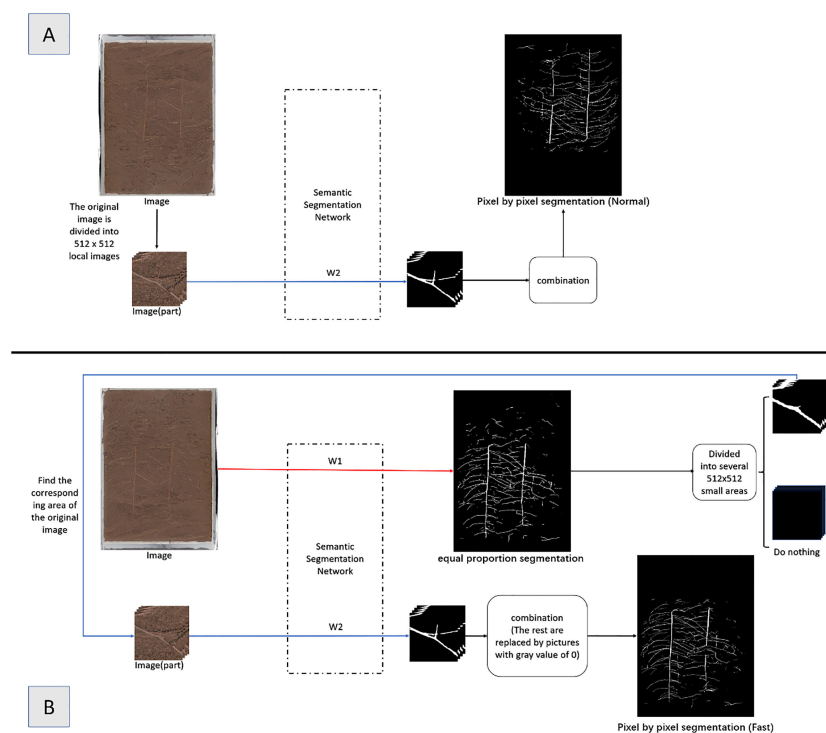 A
Image
The original
image is
divided into
512 x 512
local images
Image(part)
Semantic
Segmentation
Network
W2
combination
Pixel by pixel segmentation (Normal)
Find the
correspond
ing area of
the original
image
Image
W1
Semantic
Segmentation
Network
equal proportion segmentation
Divided
into several
512x512
small areas
Do nothing
Image(part)
W2
combination
(The rest are
replaced by pictures
with gray value of 0)
Pixel by pixel segmentation (Fast)
B